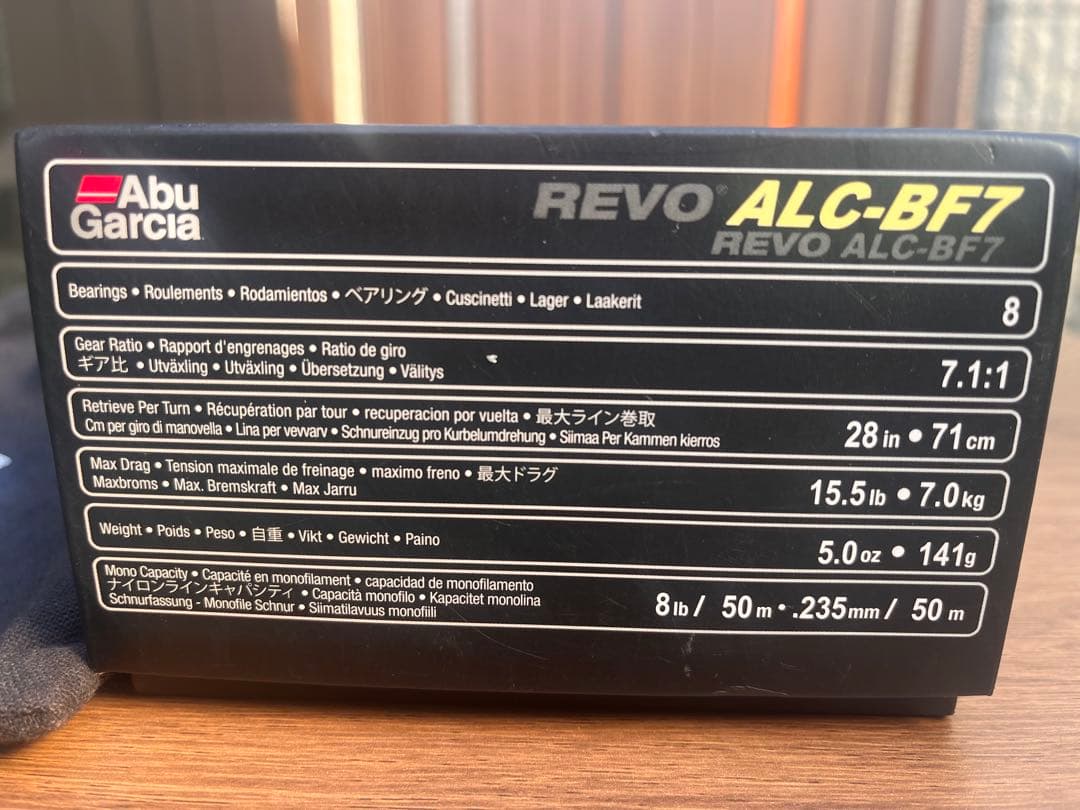 Abu
Garcia
REVO® ALC-BF7
REVO ALC-BF7
Bearings • Roulements • Rodamientos • ベアリング • Cuscinetti • Lager • Laakerit
8
Gear Ratio • Rapport d'engrenages • Ratio de giro
ギア比 • Utväxling • Utväxling • Übersetzung • Välitys
7.1:1
Retrieve Per Turn • Récupération par tour • recuperacion por vuelta • 最大ライン巻取
Cm per giro di manovella • Lina per vevvarv • Schnureinzug pro Kurbelumdrehung • Siimaa Per Kammen kierros
28 in • 71 cm
Max Drag • Tension maximale de freinage • maximo freno • 最大ドラグ
Maxbroms • Max. Bremskraft • Max Jarru
15.5 lb • 7.0 kg
Weight • Poids • Peso • 自重 • Vikt • Gewicht • Paino
5.0 oz • 141g
Mono Capacity • Capacité en monofilament • capacidad de monofilamento
ナイロンラインキャパシティ • Capacità monofilo • Kapacitet monolina
Schnurfassung - Monofile Schnur • Siimatilavuus monofiili
8 lb / 50 m • .235mm / 50 m